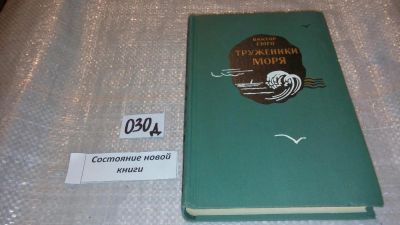 ВИКТОР
ГЮГО
ТРУЖЕНИКИ
МОРЯ
030д
Состояние новой
книги